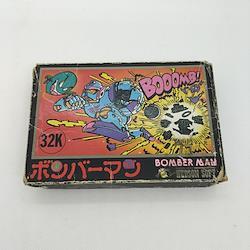 BOOOMB!
32K
ボンバーマン
BOMBER MAN
HUDSON SOFT